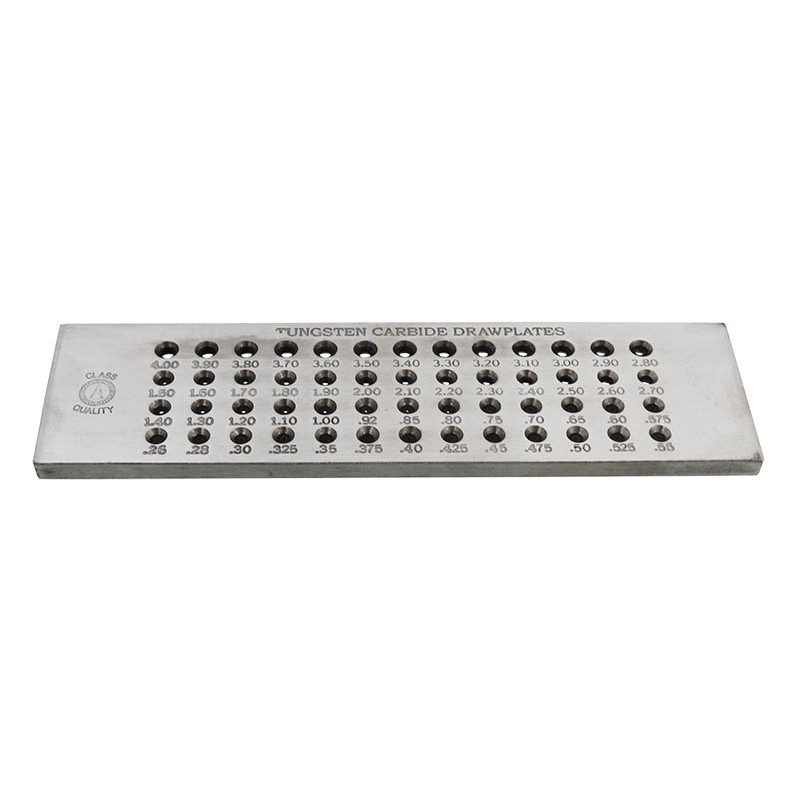 TUNGSTEN CARBIDE DRAWPLATES
4.00 3.90 3.80 3.70 3.60 3.50 3.40 3.30 3.20 3.10 3.00 2.90 2.80
CLASS
A
QUALITY
1.50 1.60 1.70 1.80 1.90 2.00 2.10 2.20 2.30 2.40 2.50 2.60 2.70
1.40 1.30 1.20 1.10 1.00 .92 .85 .80 .75 .70 .65 .60 .575
.26 .28 .30 .325 .35 .375 .40 .425 .45 .475 .50 .525 .55